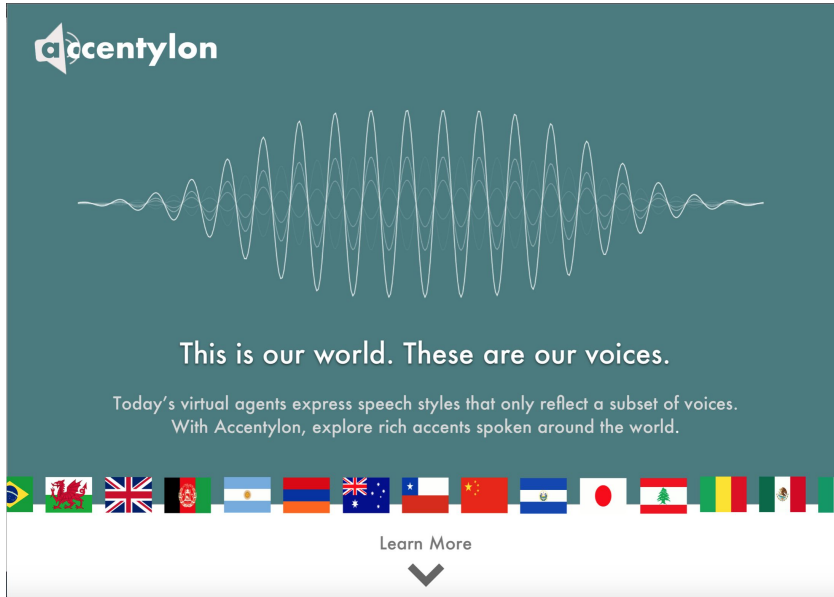 accentylon
This is our world. These are our voices.
Today's virtual agents express speech styles that only reflect a subset of voices.
With Accentylon, explore rich accents spoken around the world.
Learn More